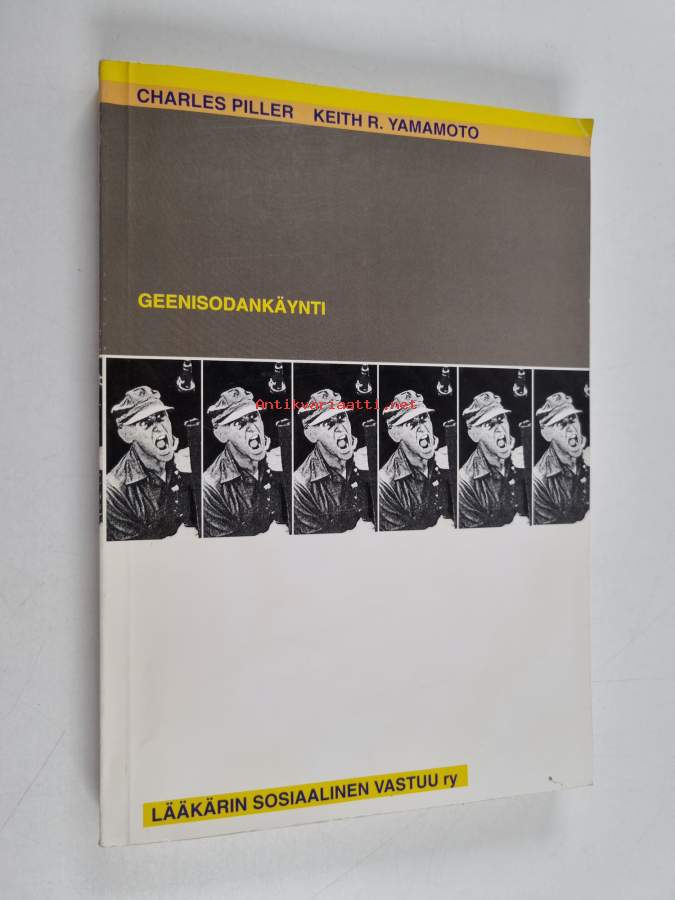 CHARLES PILLER KEITH R. YAMAMOTO
GEENISODANKÄYNTI
Antikvariaatti.net
LÄÄKÄRIN SOSIAALINEN VASTUU ry